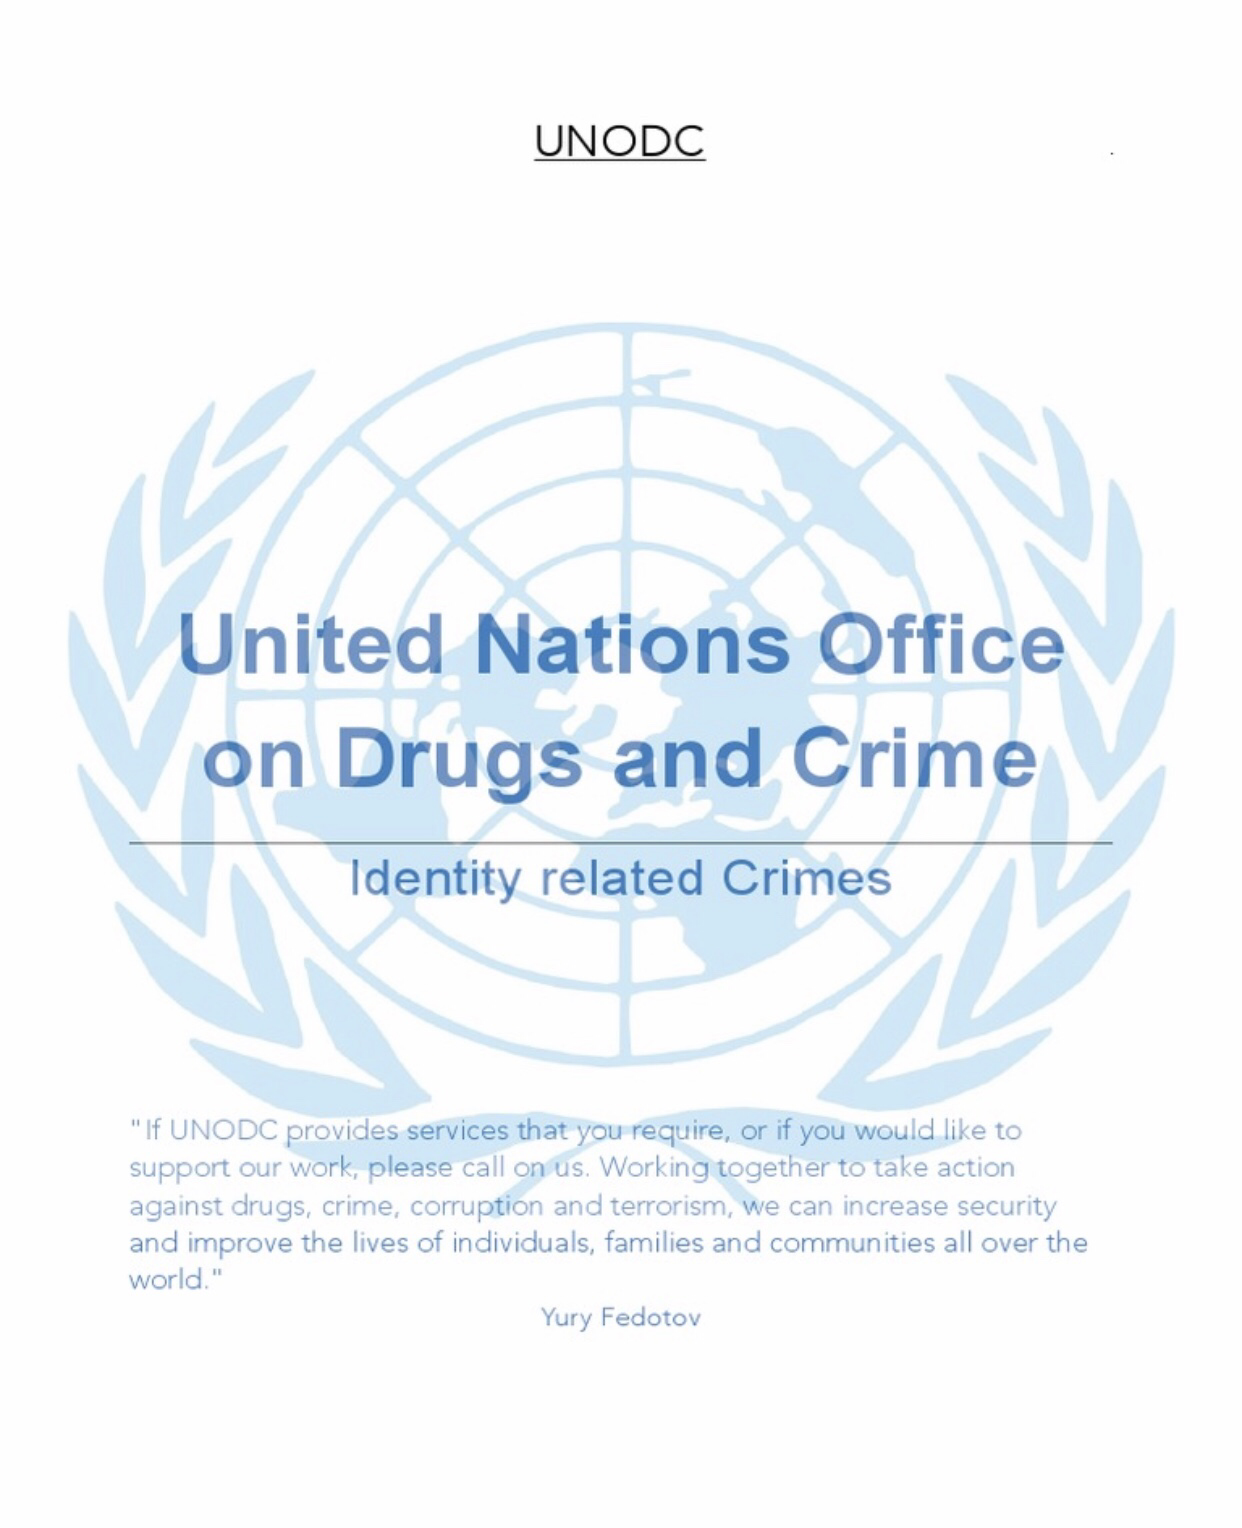 UNODC
United Nations Office
on Drugs and Crime
Identity related Crimes
"If UNODC provides services that you require, or if you would like to
support our work, please call on us. Working together to take action
against drugs, crime, corruption and terrorism, we can increase security
and improve the lives of individuals, families and communities all over the
world."
Yury Fedotov